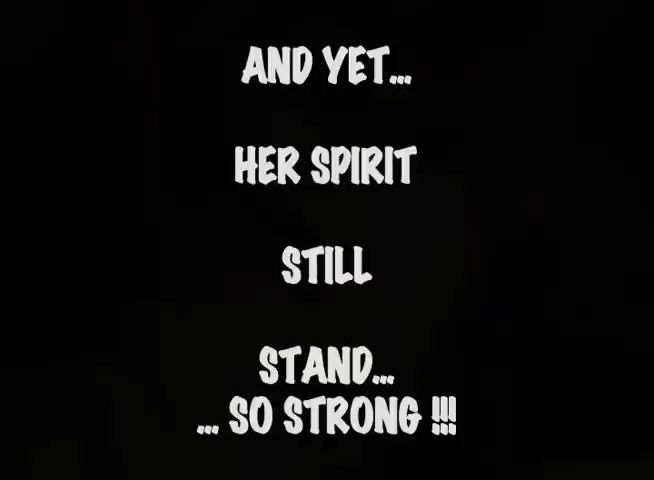 AND YET...
HER SPIRIT
STILL
STAND...
... SO STRONG !!!